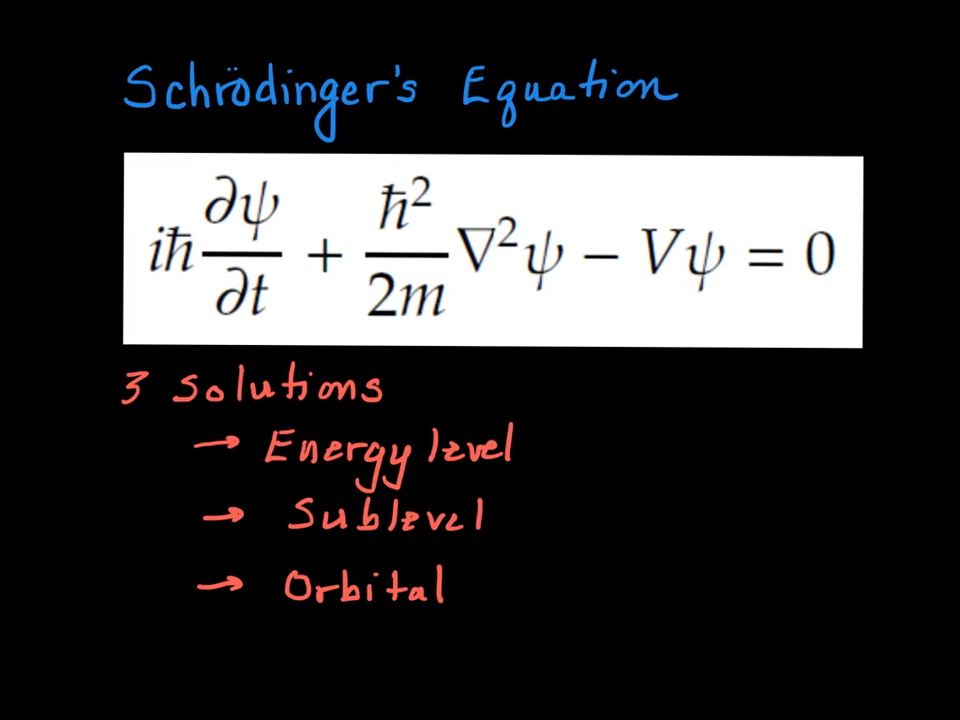 Schrödinger's Equation
iħ ∂ψ/∂t + ħ²/2m ∇²ψ − Vψ = 0
3 Solutions
→ Energy level
→ Sublevel
→ Orbital